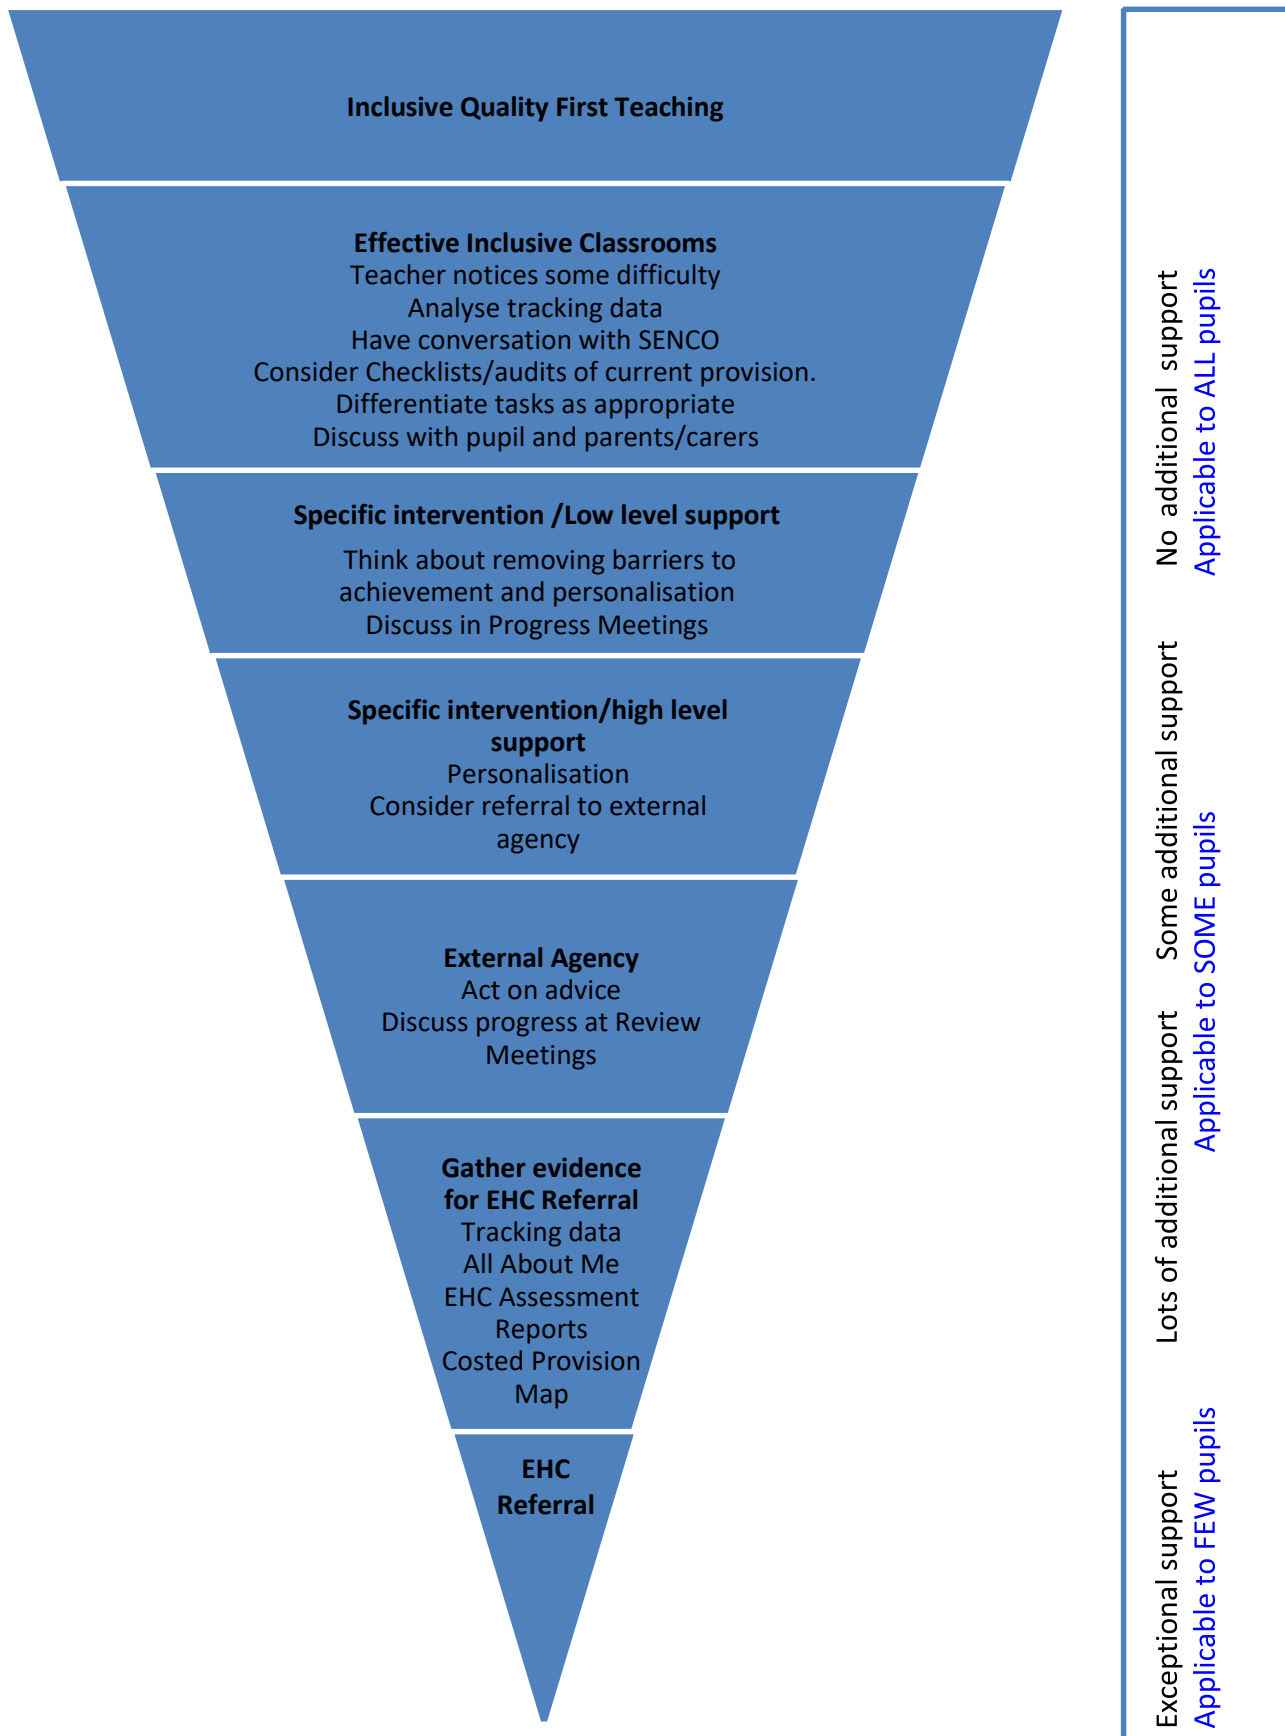 Inclusive Quality First Teaching
Effective Inclusive Classrooms
Teacher notices some difficulty
Analyse tracking data
Have conversation with SENCO
Consider Checklists/audits of current provision.
Differentiate tasks as appropriate
Discuss with pupil and parents/carers
Specific intervention /Low level support
Think about removing barriers to
achievement and personalisation
Discuss in Progress Meetings
Specific intervention/high level
support
Personalisation
Consider referral to external
agency
External Agency
Act on advice
Discuss progress at Review
Meetings
Gather evidence
for EHC Referral
Tracking data
All About Me
EHC Assessment
Reports
Costed Provision
Map
EHC
Referral
Exceptional support Lots of additional support Some additional support No additional support
Applicable to FEW pupils Applicable to SOME pupils Applicable to ALL pupils